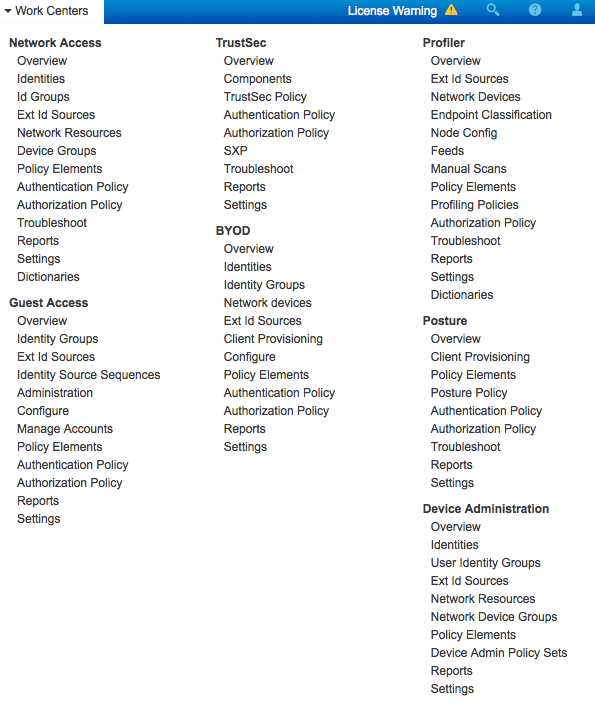 Work Centers
License Warning
Network Access
Overview
Identities
Id Groups
Ext Id Sources
Network Resources
Device Groups
Policy Elements
Authentication Policy
Authorization Policy
Troubleshoot
Reports
Settings
Dictionaries
Guest Access
Overview
Identity Groups
Ext Id Sources
Identity Source Sequences
Administration
Configure
Manage Accounts
Policy Elements
Authentication Policy
Authorization Policy
Reports
Settings
TrustSec
Overview
Components
TrustSec Policy
Authentication Policy
Authorization Policy
SXP
Troubleshoot
Reports
Settings
BYOD
Overview
Identities
Identity Groups
Network devices
Ext Id Sources
Client Provisioning
Configure
Policy Elements
Authentication Policy
Authorization Policy
Reports
Settings
Profiler
Overview
Ext Id Sources
Network Devices
Endpoint Classification
Node Config
Feeds
Manual Scans
Policy Elements
Profiling Policies
Authorization Policy
Troubleshoot
Reports
Settings
Dictionaries
Posture
Overview
Client Provisioning
Policy Elements
Posture Policy
Authentication Policy
Authorization Policy
Troubleshoot
Reports
Settings
Device Administration
Overview
Identities
User Identity Groups
Ext Id Sources
Network Resources
Network Device Groups
Policy Elements
Device Admin Policy Sets
Reports
Settings